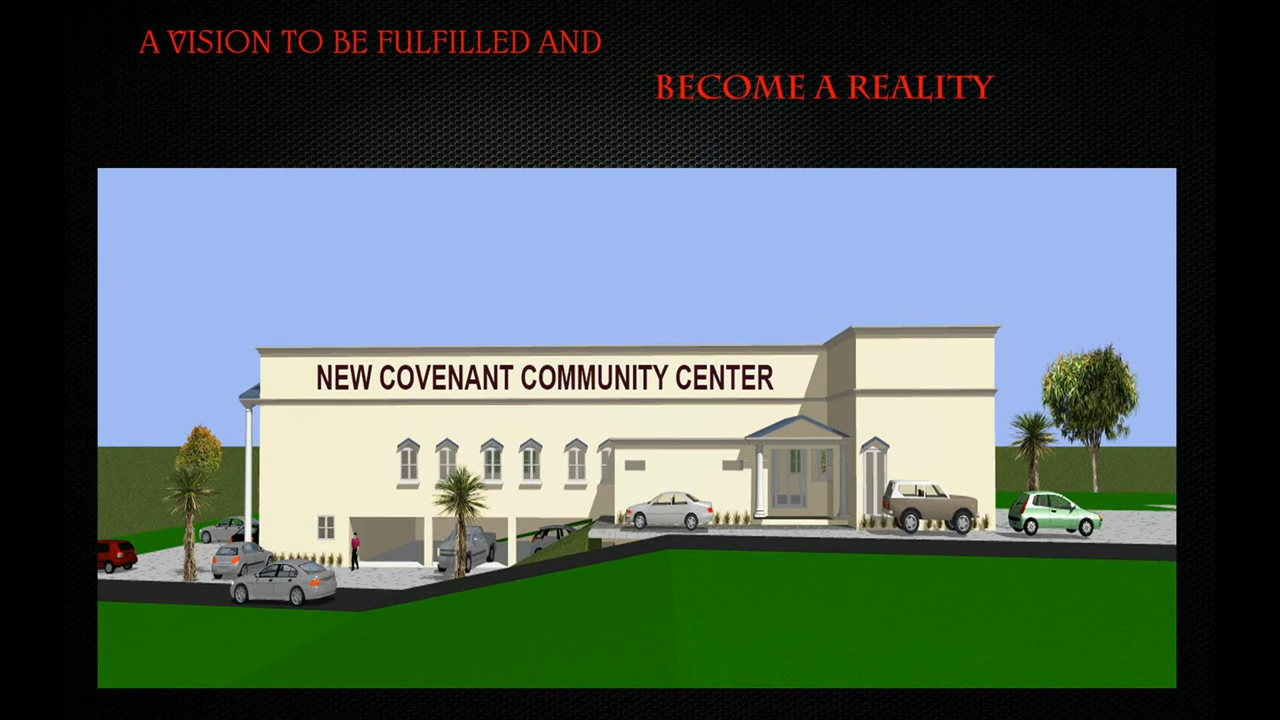 A VISION TO BE FULFILLED AND
BECOME A REALITY
NEW COVENANT COMMUNITY CENTER